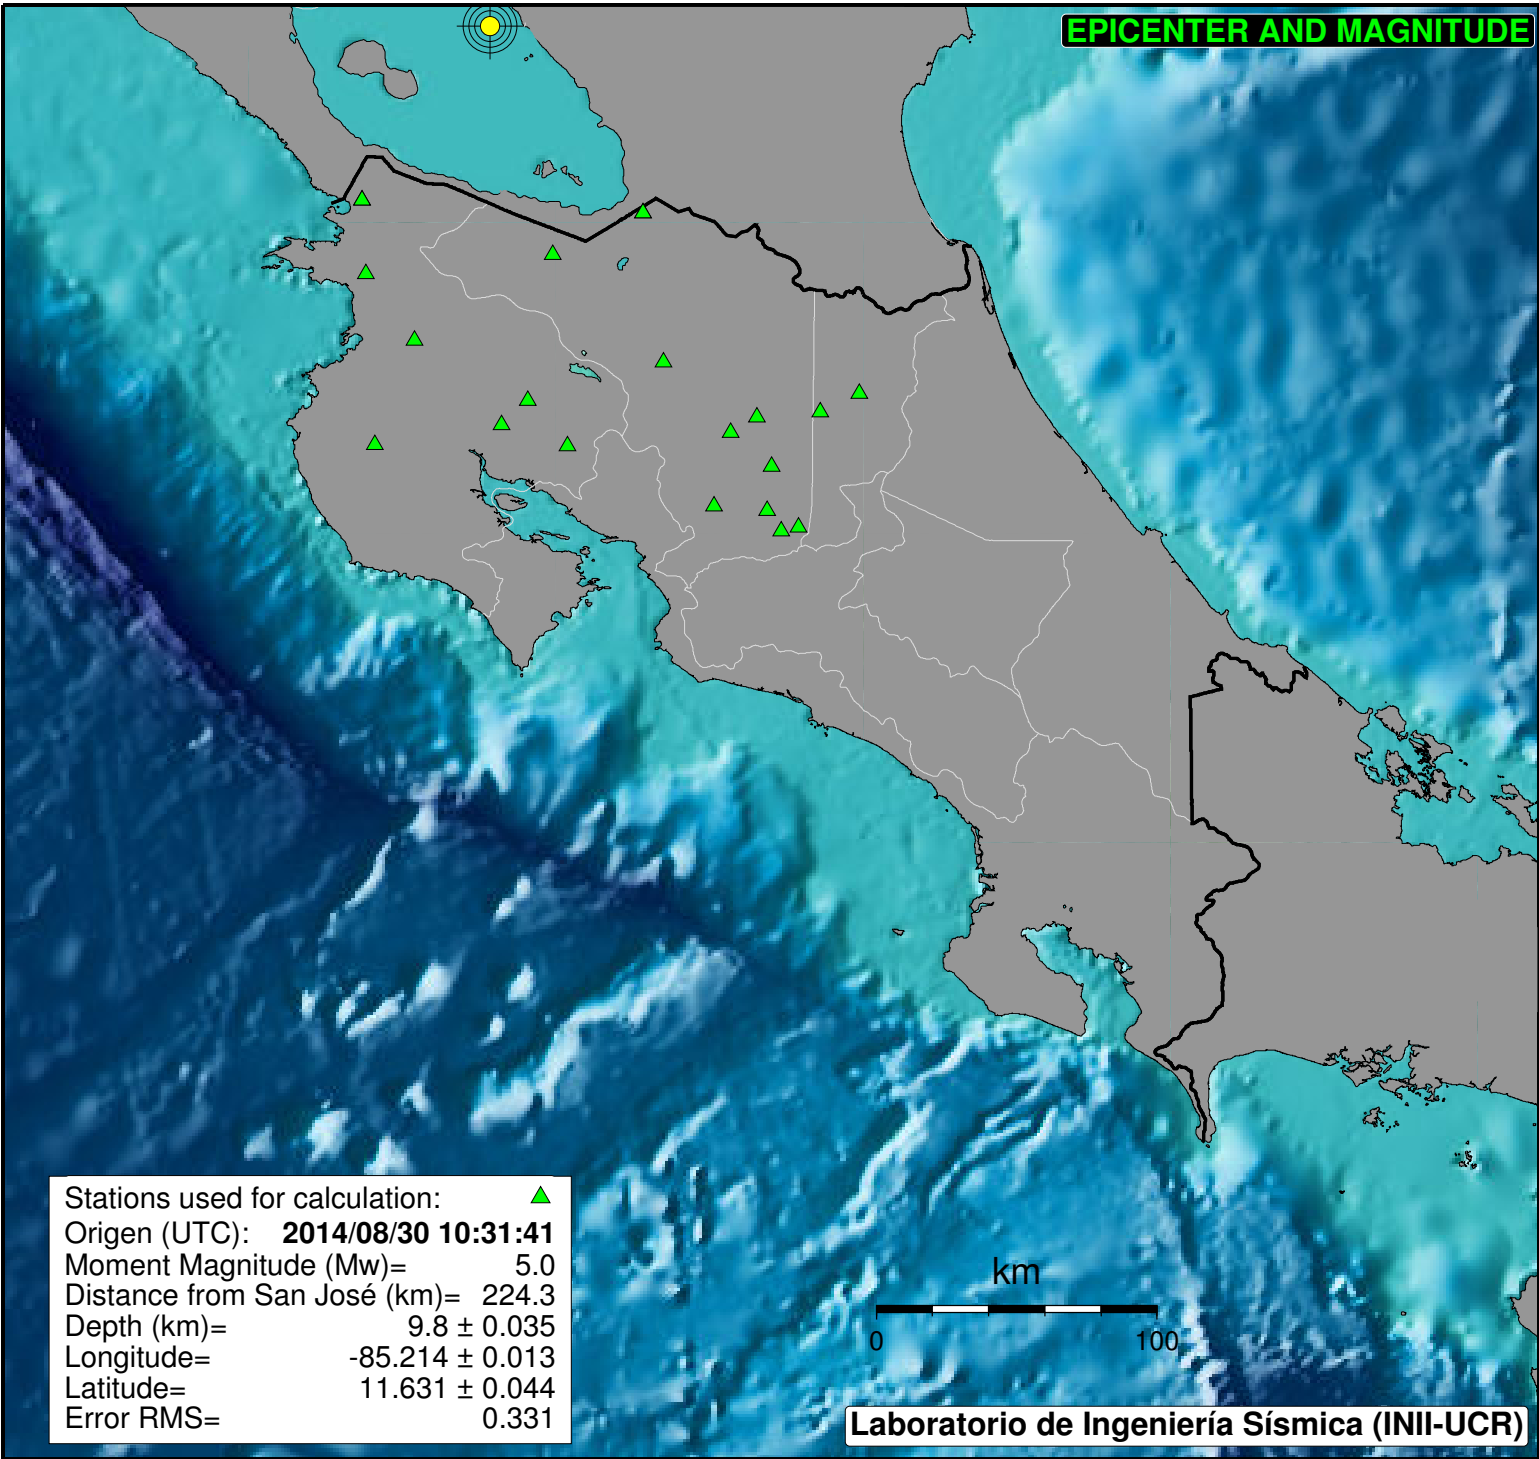 EPICENTER AND MAGNITUDE
Stations used for calculation:
Origen (UTC): 2014/08/30 10:31:41
Moment Magnitude (Mw)= 5.0
Distance from San José (km)= 224.3
Depth (km)= 9.8 ± 0.035
Longitude= -85.214 ± 0.013
Latitude= 11.631 ± 0.044
Error RMS= 0.331
km
0 100
Laboratorio de Ingeniería Sísmica (INII-UCR)